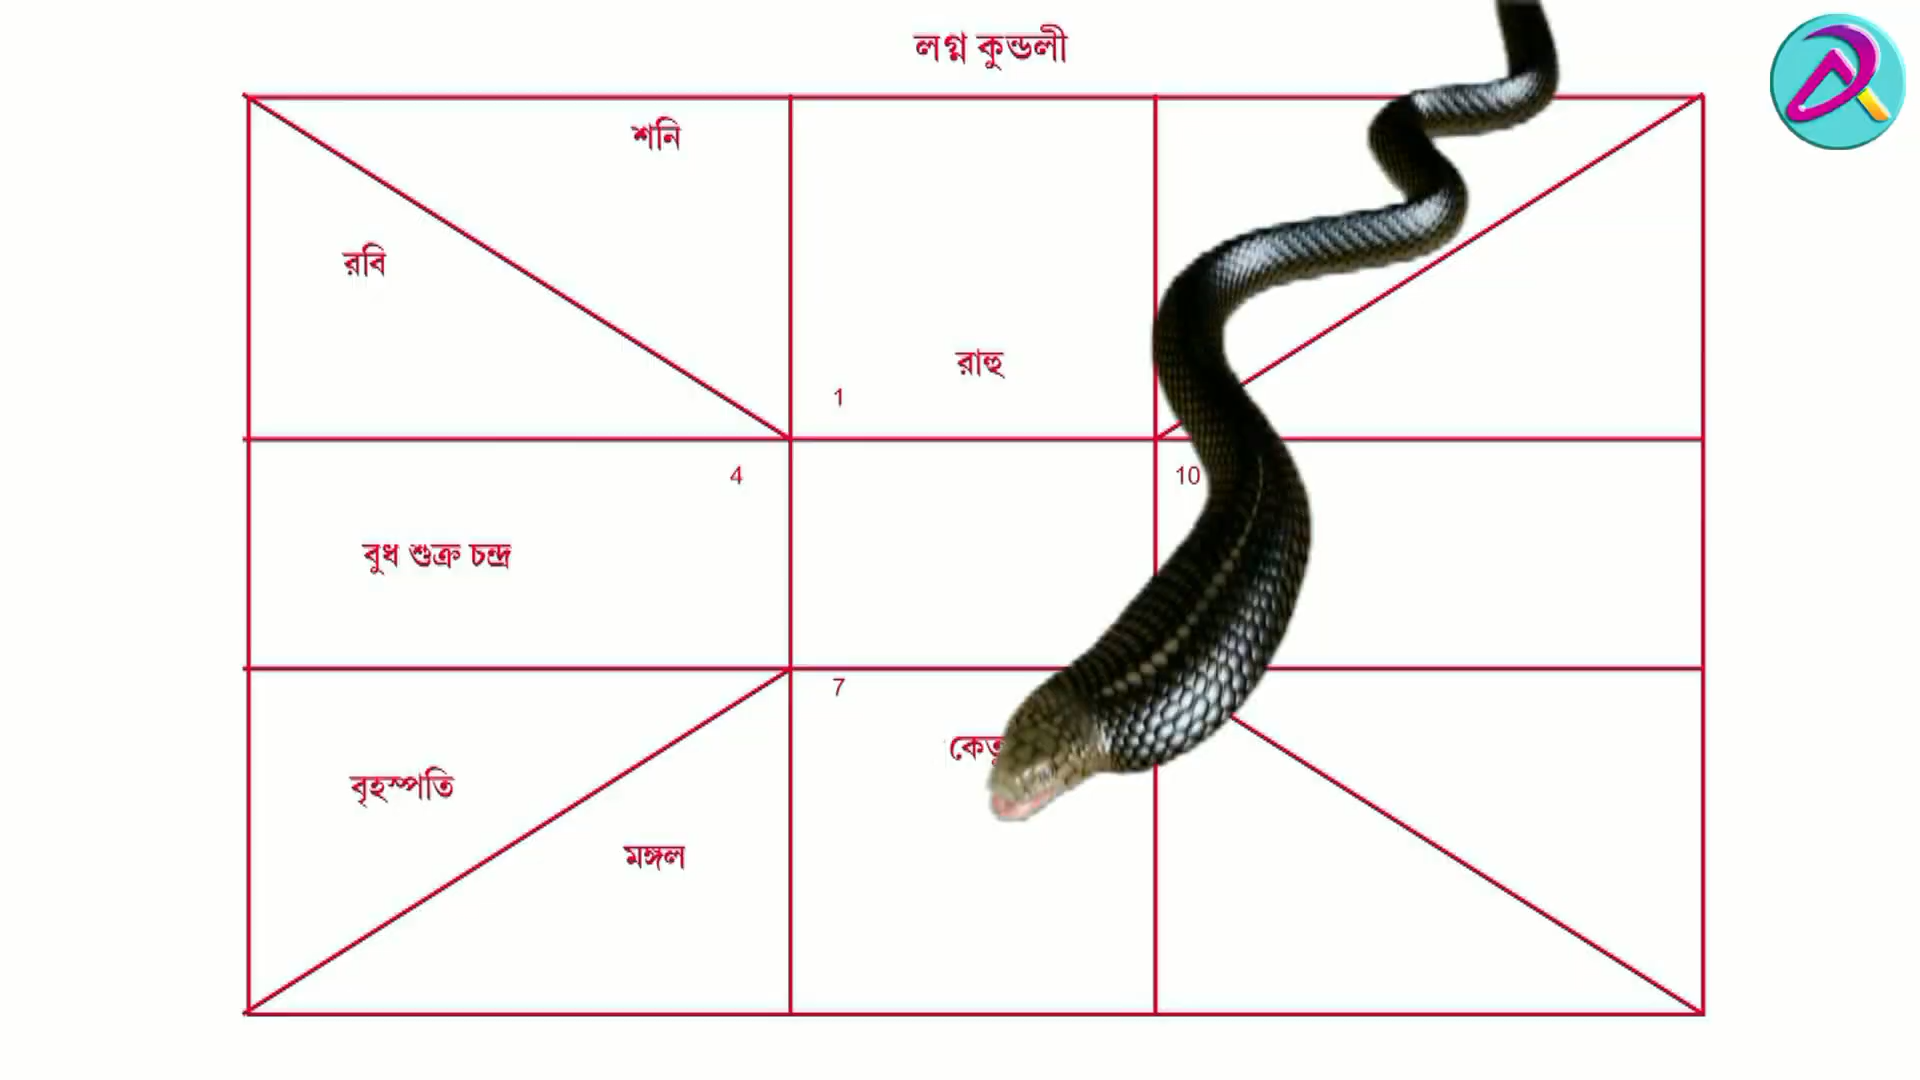 লগ্ন কুন্ডলী
শনি
রবি
রাহু
1
4
10
বুধ শুক্র চন্দ্র
7
বৃহস্পতি
মঙ্গল